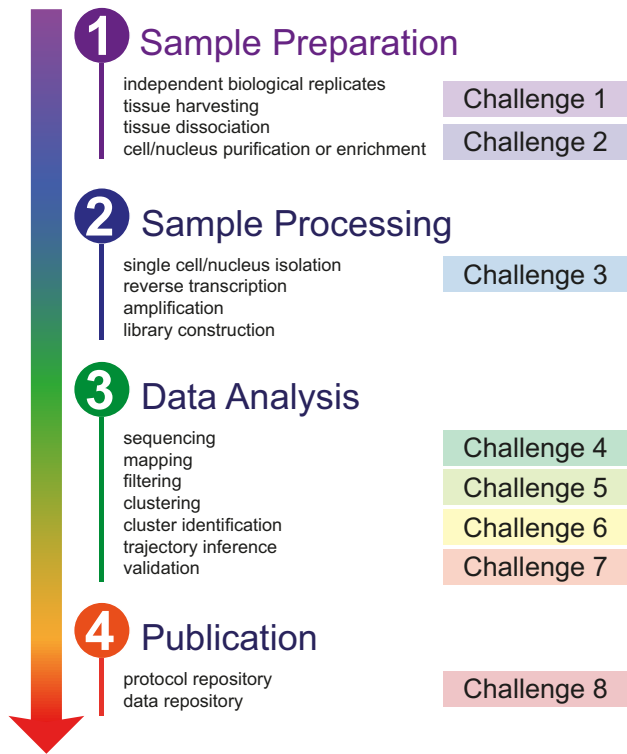 1 Sample Preparation
independent biological replicates
tissue harvesting
tissue dissociation
cell/nucleus purification or enrichment
Challenge 1
Challenge 2
2 Sample Processing
single cell/nucleus isolation
reverse transcription
amplification
library construction
Challenge 3
3 Data Analysis
sequencing
mapping
filtering
clustering
cluster identification
trajectory inference
validation
Challenge 4
Challenge 5
Challenge 6
Challenge 7
4 Publication
protocol repository
data repository
Challenge 8